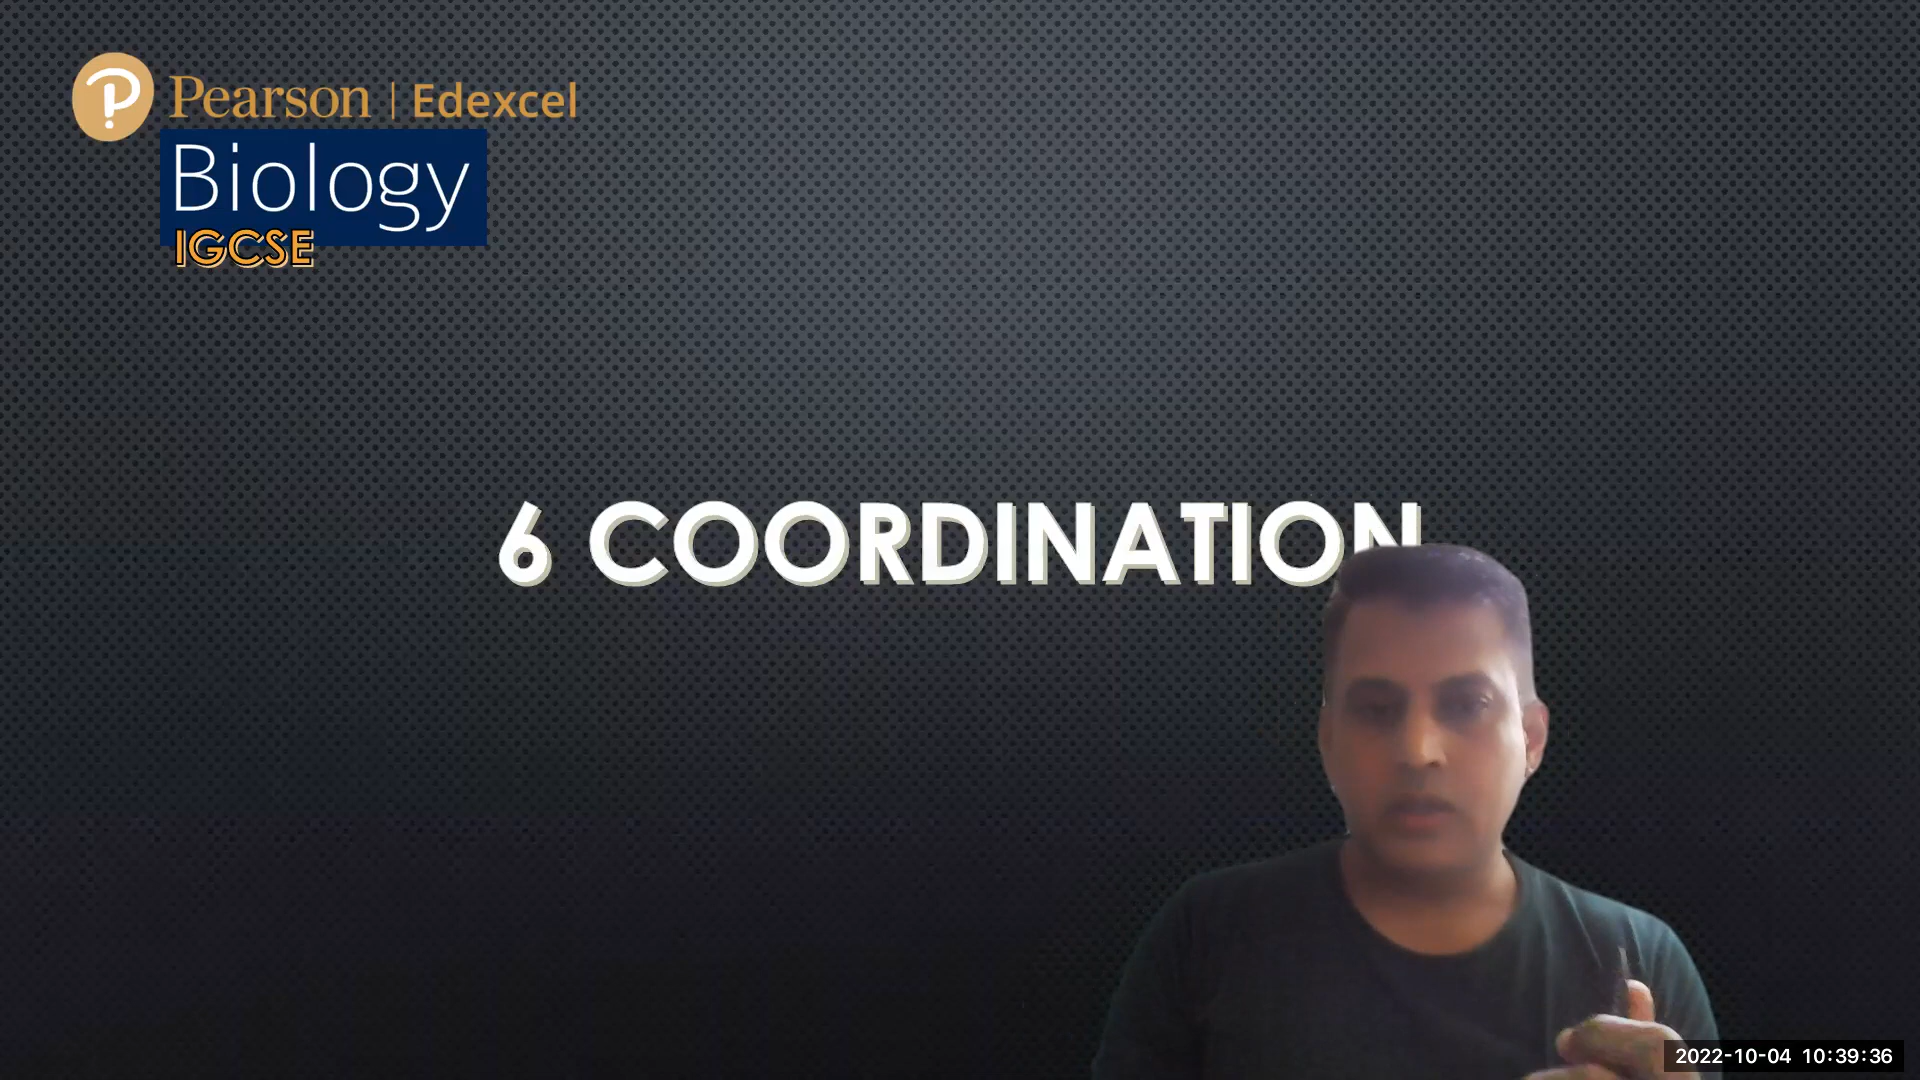 Pearson | Edexcel
Biology
IGCSE
6 COORDINATION
2022-10-04 10:39:36